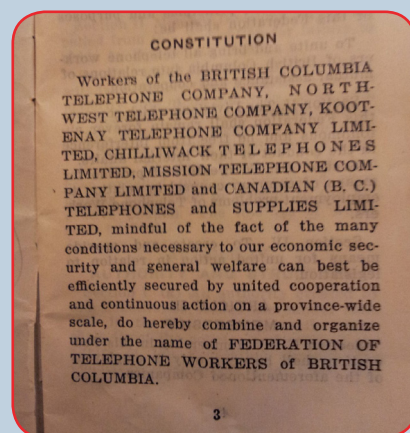 CONSTITUTION
Workers of the BRITISH COLUMBIA
TELEPHONE COMPANY, NORTH-
WEST TELEPHONE COMPANY, KOOT-
ENAY TELEPHONE COMPANY LIMI-
TED, CHILLIWACK TELEPHONES
LIMITED, MISSION TELEPHONE COM-
PANY LIMITED and CANADIAN (B. C.)
TELEPHONES and SUPPLIES LIMI-
TED, mindful of the fact of the many
conditions necessary to our economic sec-
urity and general welfare can best be
efficiently secured by united cooperation
and continuous action on a province-wide
scale, do hereby combine and organize
under the name of FEDERATION OF
TELEPHONE WORKERS of BRITISH
COLUMBIA.
3